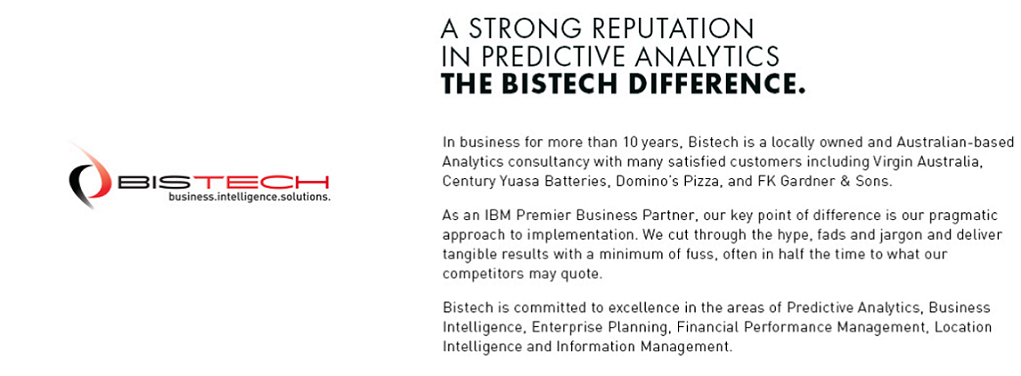 A STRONG REPUTATION
IN PREDICTIVE ANALYTICS
THE BISTECH DIFFERENCE.
BISTECH
business.intelligence.solutions.
In business for more than 10 years, Bistech is a locally owned and Australian-based
Analytics consultancy with many satisfied customers including Virgin Australia,
Century Yuasa Batteries, Domino's Pizza, and FK Gardner & Sons.
As an IBM Premier Business Partner, our key point of difference is our pragmatic
approach to implementation. We cut through the hype, fads and jargon and deliver
tangible results with a minimum of fuss, often in half the time to what our
competitors may quote.
Bistech is committed to excellence in the areas of Predictive Analytics, Business
Intelligence, Enterprise Planning, Financial Performance Management, Location
Intelligence and Information Management.